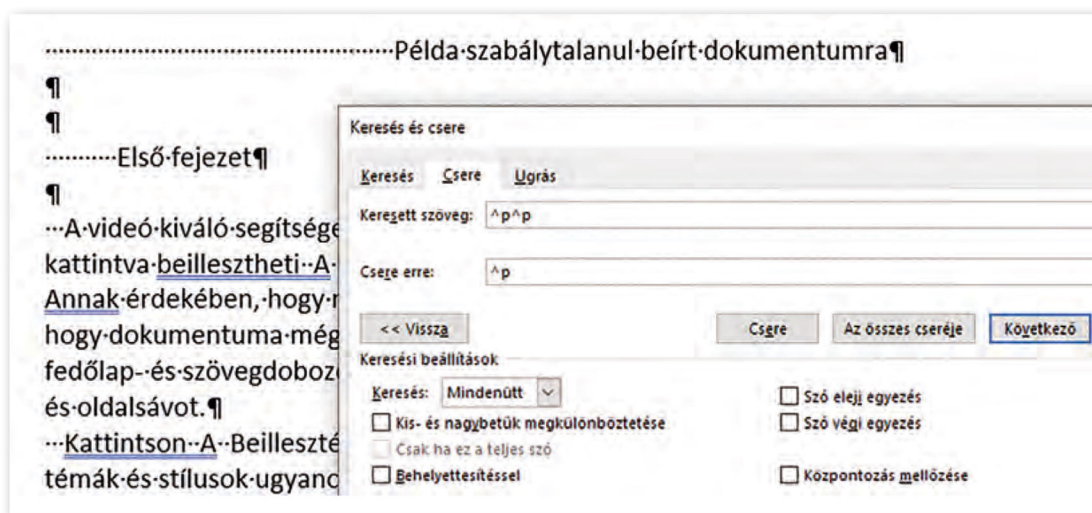 ··················································Példa·szabálytalanul·beírt·dokumentumra¶
¶
¶
··········Első·fejezet¶
¶
···A·videó·kiváló·segítsége
kattintva·beillesztheti··A·
Annak·érdekében,·hogy·
hogy·dokumentuma·még
fedőlap-·és·szövegdoboz
és·oldalsávot.¶
···Kattintson··A··Beilleszté
témák·és·stílusok·ugyano
Keresés és csere
Keresés Csere Ugrás
Keresett szöveg: ^p^p
Csere erre: ^p
<< Vissza Csere Az összes cseréje Következő
Keresési beállítások
Keresés: Mindenütt
Kis- és nagybetűk megkülönböztetése
Csak ha ez a teljes szó
Behelyettesítéssel
Szó eleji egyezés
Szó végi egyezés
Központozás mellőzése